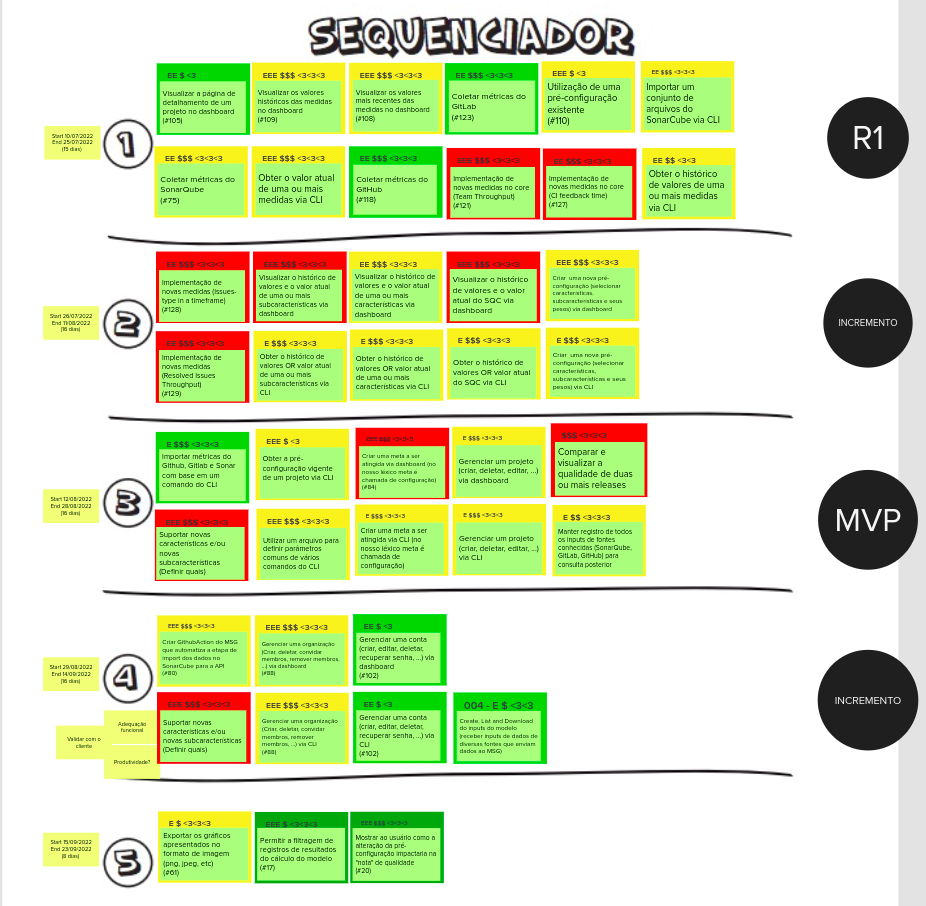 SEQUENCIADOR
Start 10/07/2022
End 25/07/2022
(15 dias)
1
EE $ <3
Visualizar a página de
detalhamento de um
projeto no dashboard
(#105)
EEE $$$ <3<3<3
Visualizar os valores
históricos das medidas
no dashboard
(#109)
EEE $$$ <3<3<3
Visualizar os valores
mais recentes das
medidas no dashboard
(#108)
EE $$$ <3<3<3
Coletar métricas do
GitLab
(#123)
EEE $ <3
Utilização de uma
pré-configuração
existente
(#110)
EE $$$ <3<3<3
Importar um
conjunto de
arquivos do
SonarCube via CLI
R1
EE $$$ <3<3<3
Coletar métricas do
SonarQube
(#75)
EEE $$$ <3<3<3
Obter o valor atual
de uma ou mais
medidas via CLI
EE $$$ <3<3<3
Coletar métricas do
GitHub
(#118)
EEE $$$ <3<3<3
Implementação de
novas medidas no core
(Team Throughput)
(#121)
EE $$$ <3<3<3
Implementação de
novas medidas no core
(CI feedback time)
(#127)
EE $$ <3<3
Obter o histórico
de valores de uma
ou mais medidas
via CLI
Start 26/07/2022
End 11/08/2022
(16 dias)
2
EE $$$ <3<3<3
Implementação de
novas medidas (Issues-
type in a timeframe)
(#128)
EEE $$$ <3<3<3
Visualizar o histórico de
valores e o valor atual
de uma ou mais
subcaracterísticas via
dashboard
EE $$$ <3<3<3
Visualizar o histórico de
valores e o valor atual
de uma ou mais
características via
dashboard
EEE $$$ <3<3<3
Visualizar o histórico
de valores e o valor
atual do SQC via
dashboard
EEE $$$ <3<3<3
Criar uma nova pré-
configuração (selecionar
características,
subcaracterísticas e seus
pesos) via dashboard
INCREMENTO
EE $$$ <3<3<3
Implementação de
novas medidas
(Resolved Issues
Throughput)
(#129)
E $$$ <3<3<3
Obter o histórico de
valores OR valor atual
de uma ou mais
subcaracterísticas via
CLI
E $$$ <3<3<3
Obter o histórico de
valores OR valor atual
de uma ou mais
características via CLI
E $$$ <3<3<3
Obter o histórico de
valores OR valor atual
do SQC via CLI
E $$$ <3<3<3
Criar uma nova pré-
configuração (selecionar
características,
subcaracterísticas e seus
pesos) via CLI
Start 12/08/2022
End 28/08/2022
(16 dias)
3
E $$$ <3<3<3
Importar métricas do
Github, Gitlab e Sonar
com base em um
comando do CLI
EEE $ <3
Obter a pré-
configuração vigente
de um projeto via CLI
EEE $$$ <3<3<3
Criar uma meta a ser
atingida via dashboard (no
nosso léxico meta é
chamada de configuração)
(#84)
E $$$ <3<3<3
Gerenciar um projeto
(criar, deletar, editar, ...)
via dashboard
$$$ <3<3<3
Comparar e
visualizar a
qualidade de duas
ou mais releases
MVP
EEE $$$ <3<3<3
Suportar novas
características e/ou
novas
subcaracterísticas
(Definir quais)
EEE $$$ <3<3<3
Utilizar um arquivo para
definir parâmetros
comuns de vários
comandos do CLI
E $$$ <3<3<3
Criar uma meta a ser
atingida via CLI (no
nosso léxico meta é
chamada de
configuração)
E $$$ <3<3<3
Gerenciar um projeto
(criar, deletar, editar, ...)
via CLI
E $$ <3<3<3
Manter registro de todos
os inputs de fontes
conhecidas (SonarQube,
GitLab, GitHub) para
consulta posterior
Start 29/08/2022
End 14/09/2022
(16 dias)
4
EEE $$$ <3<3<3
Criar GithubAction do MSG
que automatiza a etapa de
import dos dados no
SonarCube para a API
(#80)
EEE $$$ <3<3<3
Gerenciar uma organização
(Criar, deletar, convidar
membros, remover membros,
...) via dashboard
(#88)
EE $ <3
Gerenciar uma conta
(criar, editar, deletar,
recuperar senha, ...) via
dashboard
(#102)
INCREMENTO
Validar com o
cliente
Adequação
funcional
Produtividade?
EEE $$$ <3<3<3
Suportar novas
características e/ou
novas subcaracterísticas
(Definir quais)
EEE $$$ <3<3<3
Gerenciar uma organização
(Criar, deletar, convidar
membros, remover
membros, ...) via CLI
(#88)
EE $ <3
Gerenciar uma conta
(criar, editar, deletar,
recuperar senha, ...) via
CLI
(#102)
004 - E $ <3<3
Create, List and Download
do inputs do modelo
(receber inputs de dados de
diversas fontes que enviam
dados ao MSG)
Start 15/09/2022
End 23/09/2022
(8 dias)
5
E $ <3<3<3
Exportar os gráficos
apresentados no
formato de imagem
(png, jpeg, etc)
(#61)
EEE $ <3<3<3
Permitir a filtragem de
registros de resultados
do cálculo do modelo
(#17)
EEE $$$ <3<3<3
Mostrar ao usuário como a
alteração da pré-
configuração impactaria na
"nota" de qualidade
(#20)